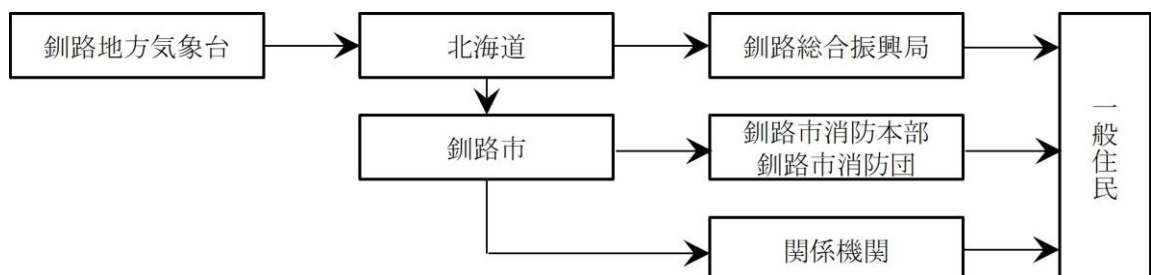 釧路地方気象台
北海道
釧路総合振興局
釧路市
釧路市消防本部
釧路市消防団
関係機関
一般住民